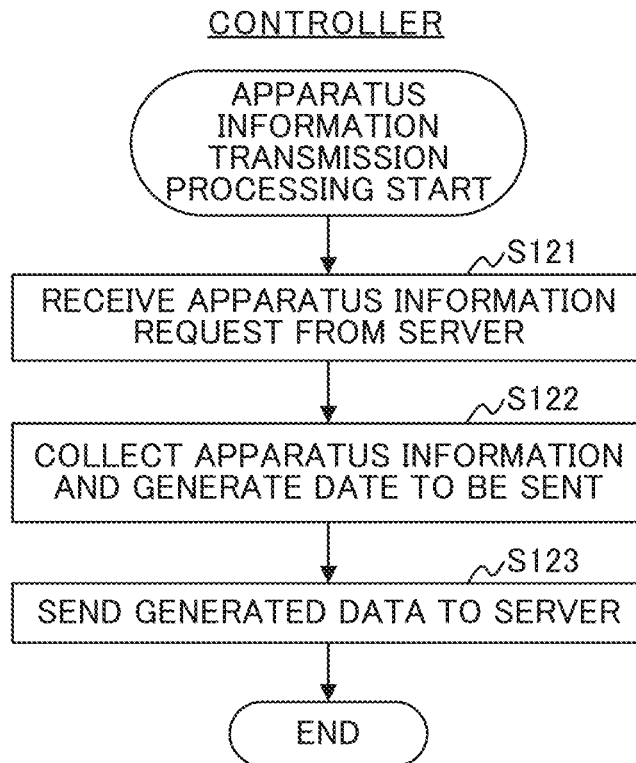 CONTROLLER
APPARATUS
INFORMATION
TRANSMISSION
PROCESSING START
S121
RECEIVE APPARATUS INFORMATION
REQUEST FROM SERVER
S122
COLLECT APPARATUS INFORMATION
AND GENERATE DATE TO BE SENT
S123
SEND GENERATED DATA TO SERVER
END